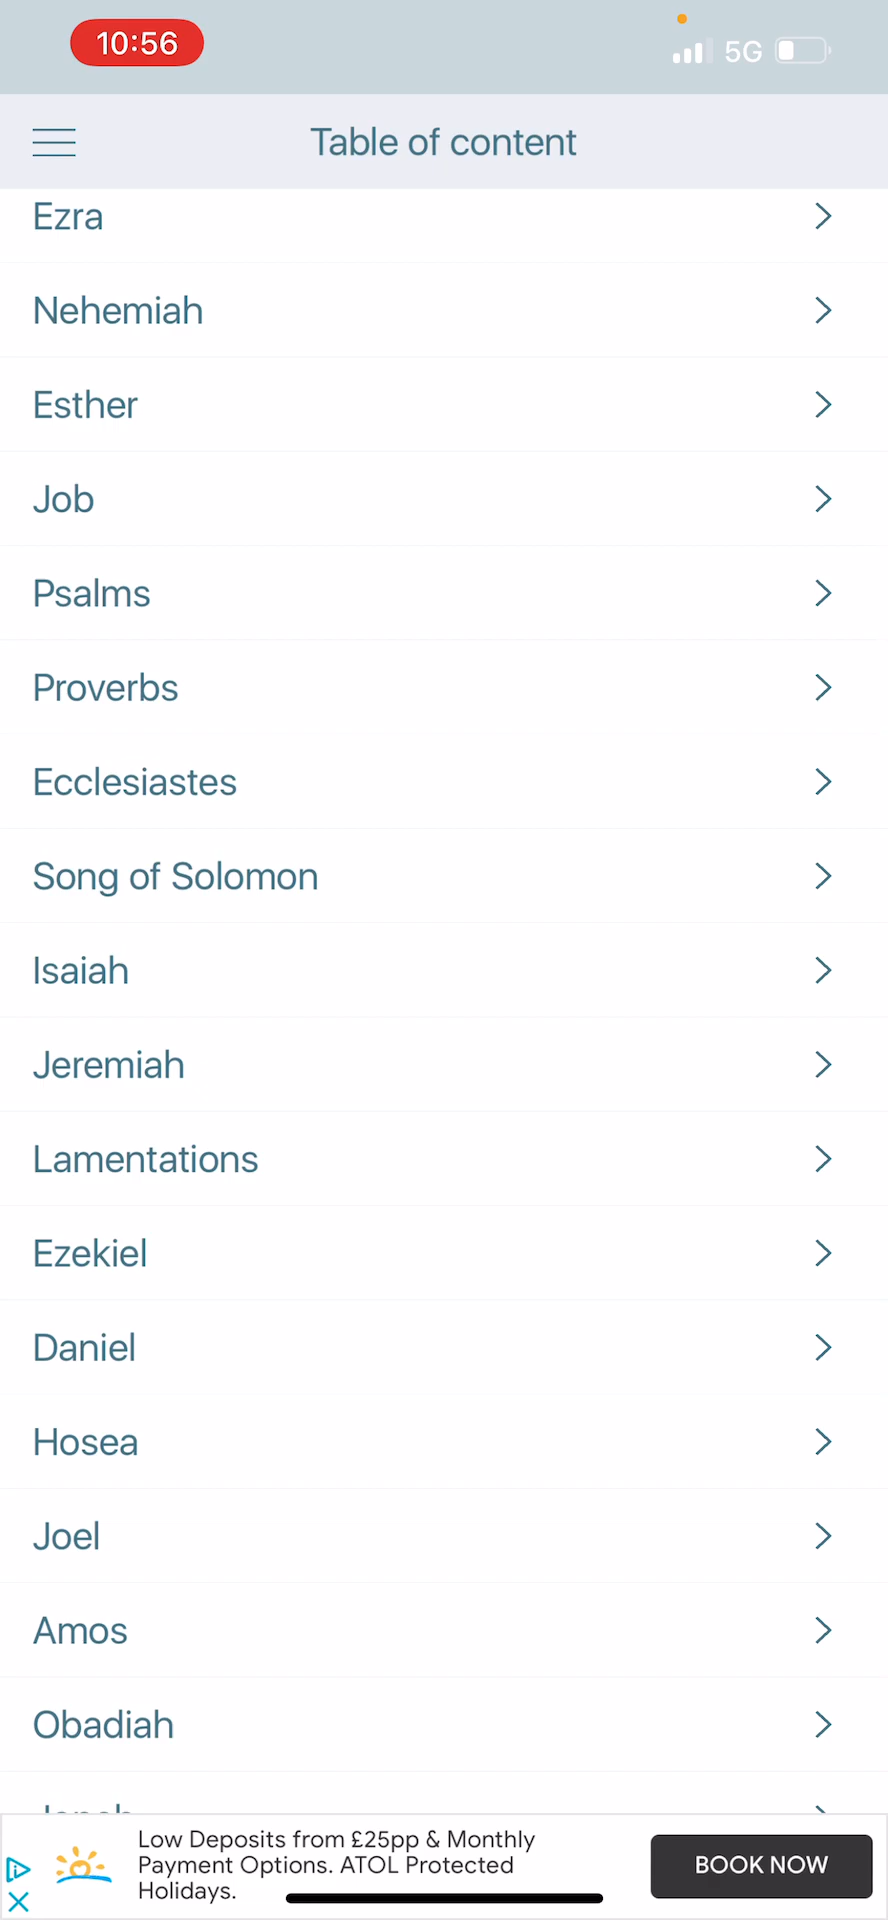 10:56
5G
Table of content
Ezra
Nehemiah
Esther
Job
Psalms
Proverbs
Ecclesiastes
Song of Solomon
Isaiah
Jeremiah
Lamentations
Ezekiel
Daniel
Hosea
Joel
Amos
Obadiah
Low Deposits from £25pp & Monthly
Payment Options. ATOL Protected
Holidays.
BOOK NOW